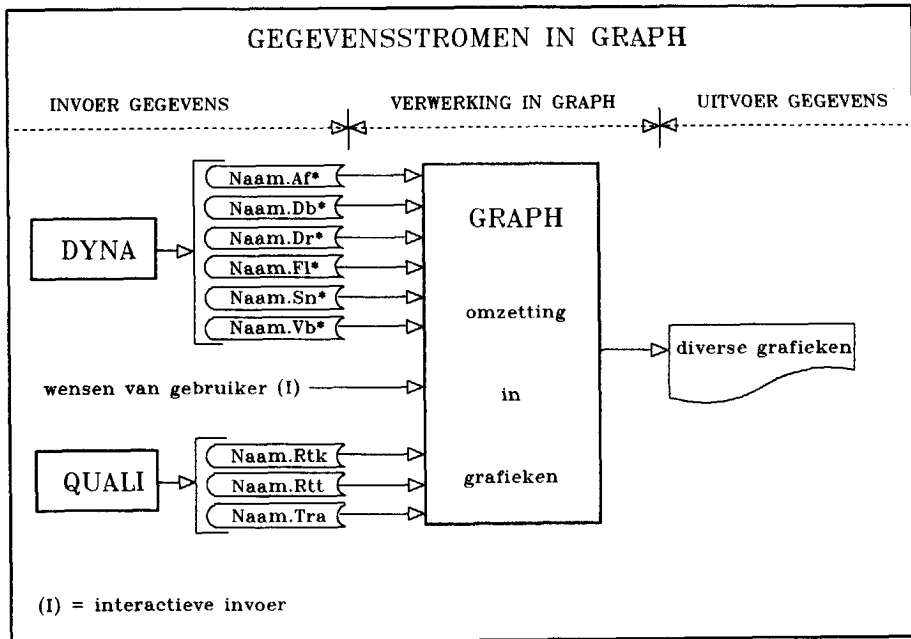 GEGEVENSSTROMEN IN GRAPH
INVOER GEGEVENS
VERWERKING IN GRAPH
UITVOER GEGEVENS
DYNA
Naam.Af*
Naam.Db*
Naam.Dr*
Naam.Fl*
Naam.Sn*
Naam.Vb*
wensen van gebruiker (I)
QUALI
Naam.Rtk
Naam.Rtt
Naam.Tra
GRAPH
omzetting
in
grafieken
diverse grafieken
(I) = interactieve invoer